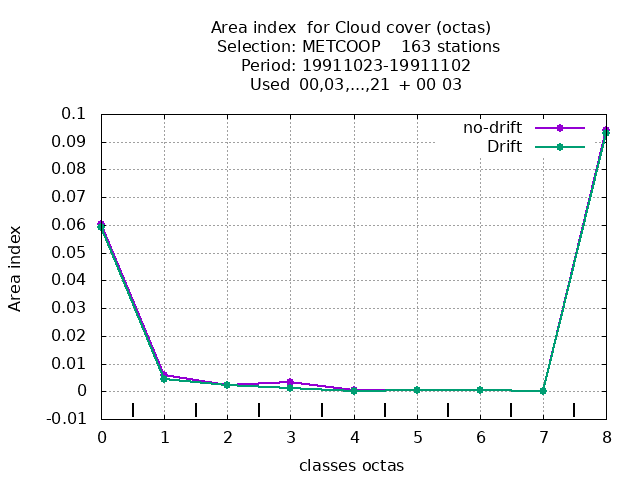 Area index  for Cloud cover (octas)
Selection: METCOOP    163 stations
Period: 19911023-19911102
Used  00,03,...,21  + 00 03
no-drift
Drift
0.1
0.09
0.08
0.07
0.06
0.05
0.04
0.03
0.02
0.01
0
-0.01
Area index
0 1 2 3 4 5 6 7 8
classes octas